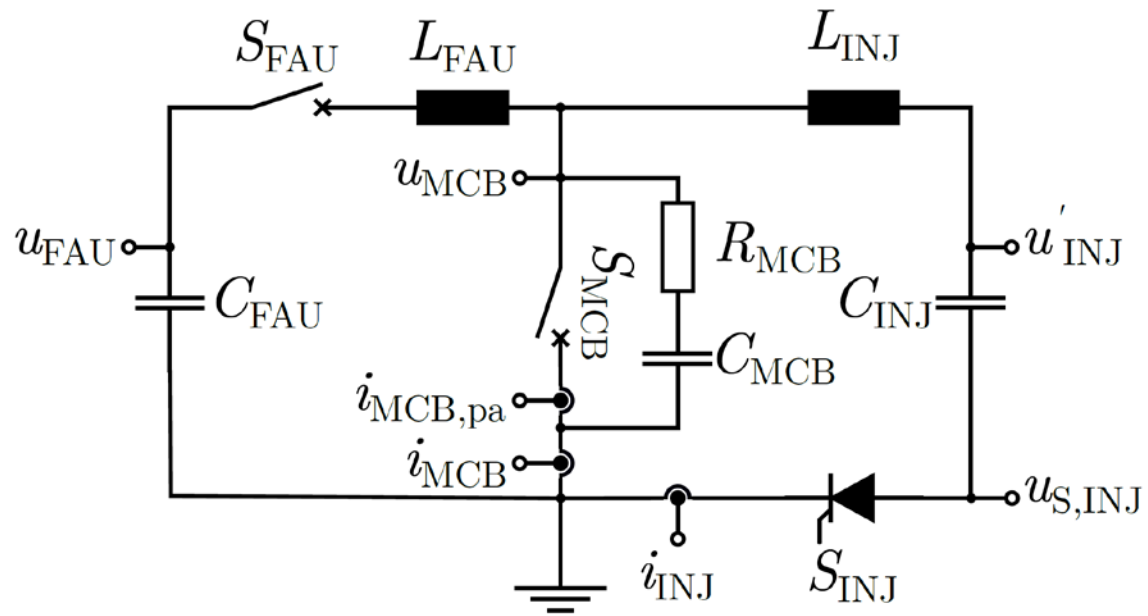 S_FAU
L_FAU
L_INJ
u_MCB
u_FAU
C_FAU
S_MCB
R_MCB
u'_INJ
C_INJ
C_MCB
i_MCB,pa
i_MCB
u_S,INJ
i_INJ
S_INJ